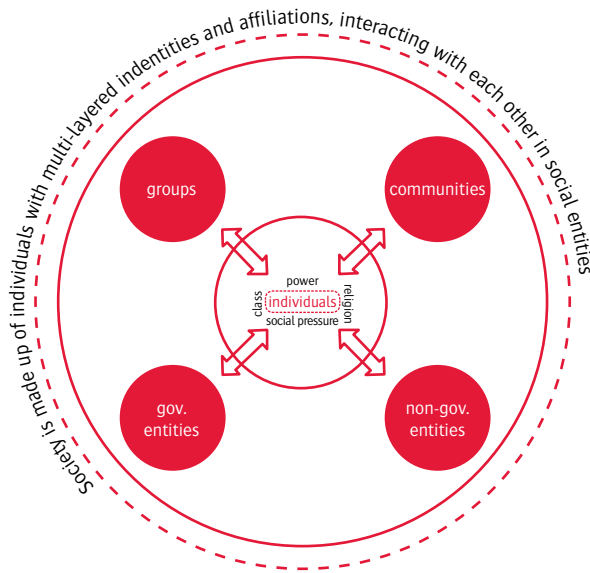 Society is made up of individuals with multi-layered indentities and affiliations, interacting with each other in social entities
groups
communities
power
class
individuals
religion
social pressure
gov.
entities
non-gov.
entities